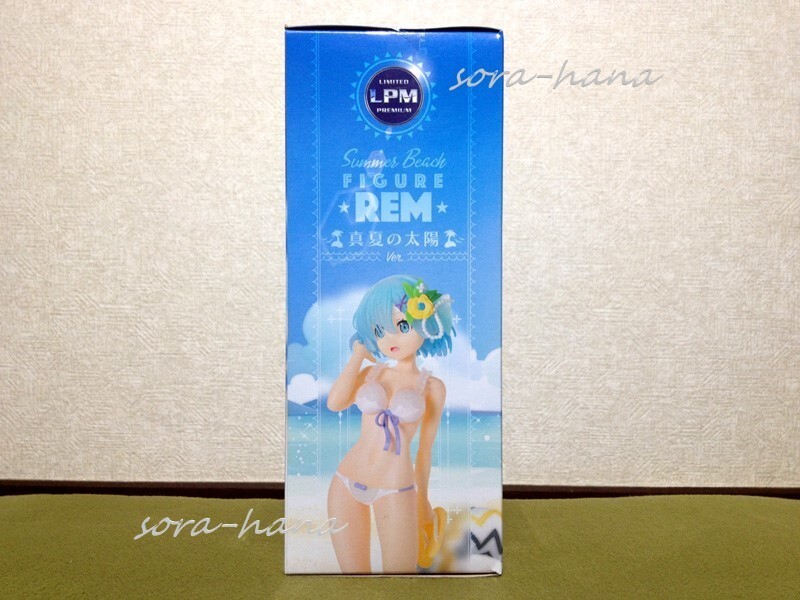 sora-hana
LIMITED
LPM
PREMIUM
Summer Beach
FIGURE
REM
真夏の太陽
Ver.
sora-hana